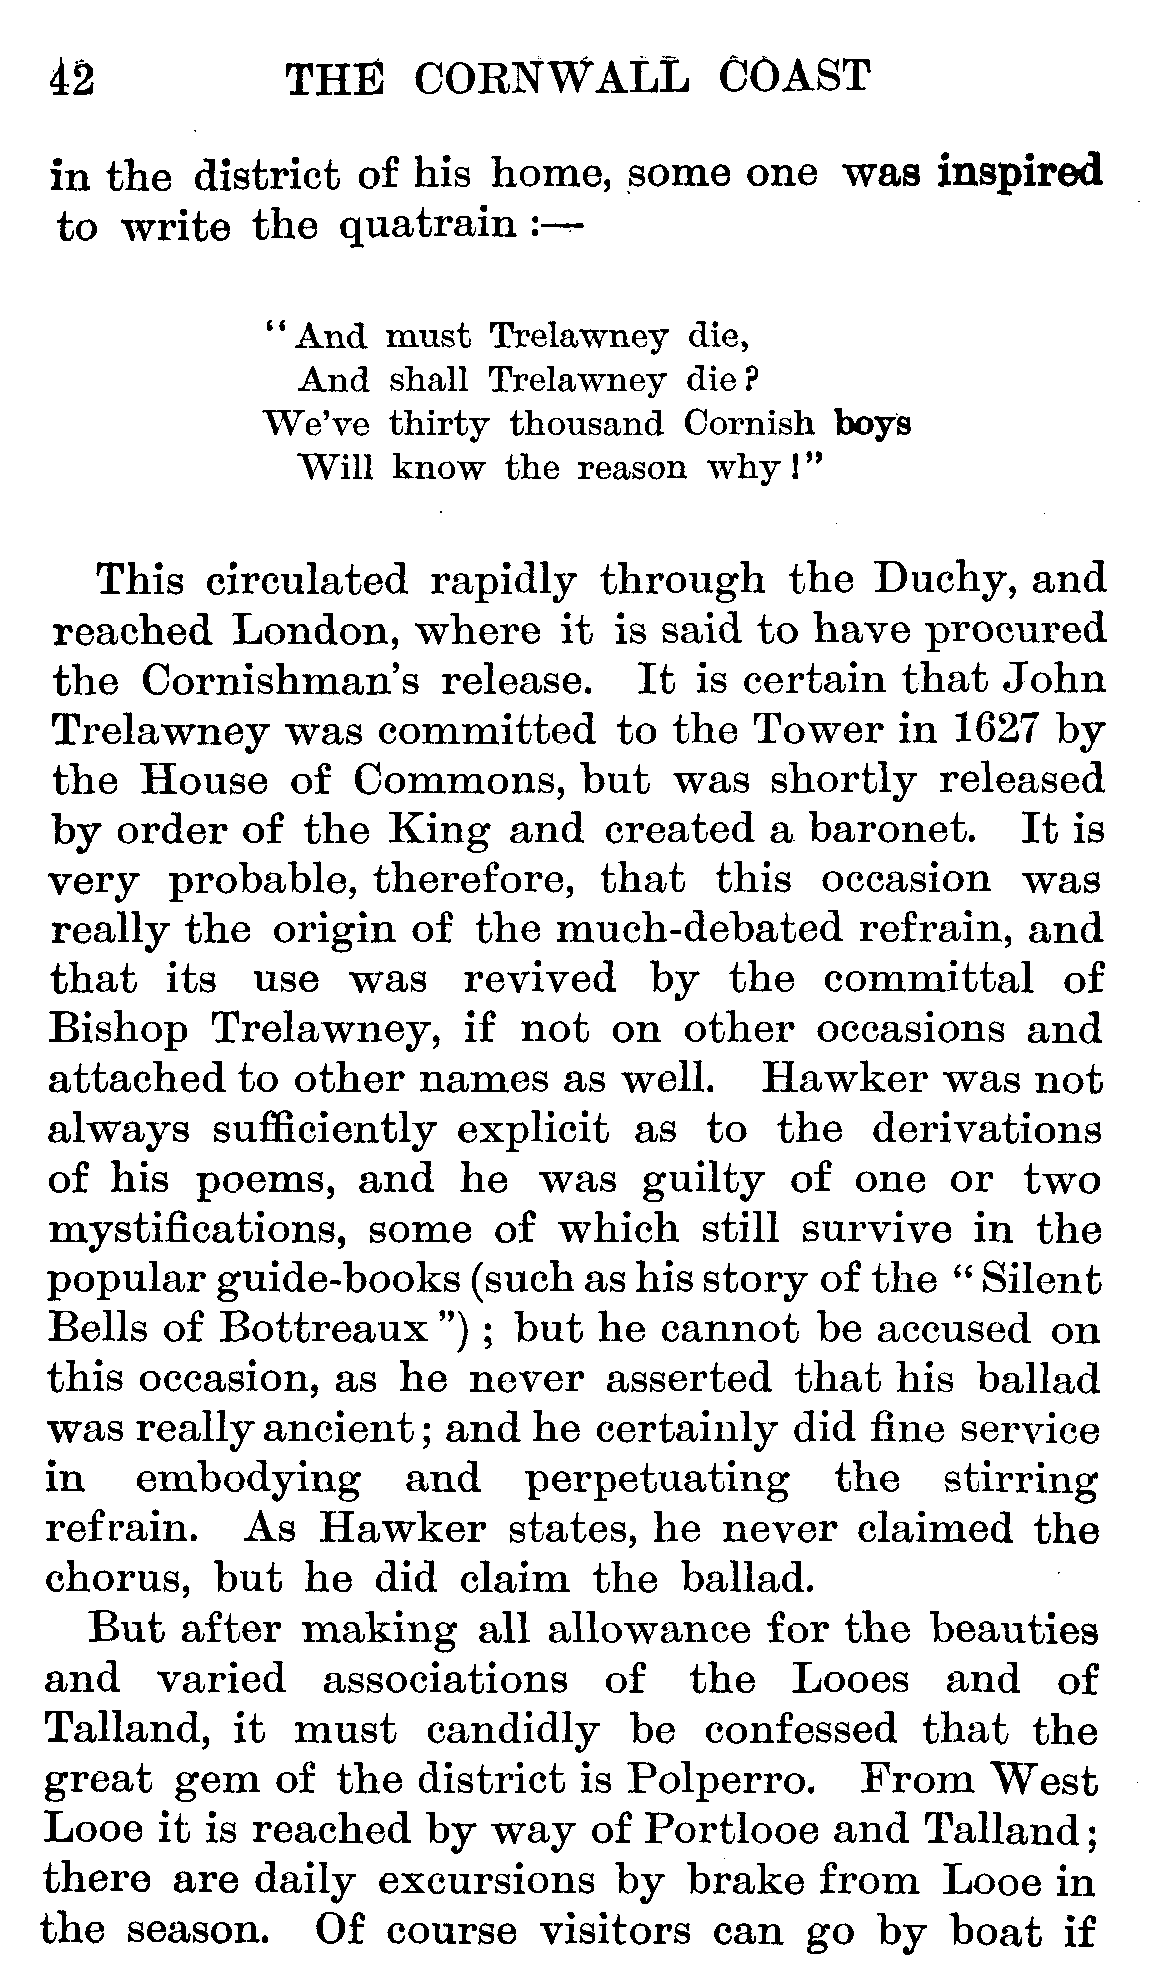 42 THE CORNWALL COAST
in the district of his home, some one was inspired
to write the quatrain :—
"And must Trelawney die,
And shall Trelawney die?
We've thirty thousand Cornish boys
Will know the reason why!"
This circulated rapidly through the Duchy, and
reached London, where it is said to have procured
the Cornishman's release. It is certain that John
Trelawney was committed to the Tower in 1627 by
the House of Commons, but was shortly released
by order of the King and created a baronet. It is
very probable, therefore, that this occasion was
really the origin of the much-debated refrain, and
that its use was revived by the committal of
Bishop Trelawney, if not on other occasions and
attached to other names as well. Hawker was not
always sufficiently explicit as to the derivations
of his poems, and he was guilty of one or two
mystifications, some of which still survive in the
popular guide-books (such as his story of the "Silent
Bells of Bottreaux"); but he cannot be accused on
this occasion, as he never asserted that his ballad
was really ancient; and he certainly did fine service
in embodying and perpetuating the stirring
refrain. As Hawker states, he never claimed the
chorus, but he did claim the ballad.
But after making all allowance for the beauties
and varied associations of the Looes and of
Talland, it must candidly be confessed that the
great gem of the district is Polperro. From West
Looe it is reached by way of Portlooe and Talland;
there are daily excursions by brake from Looe in
the season. Of course visitors can go by boat if